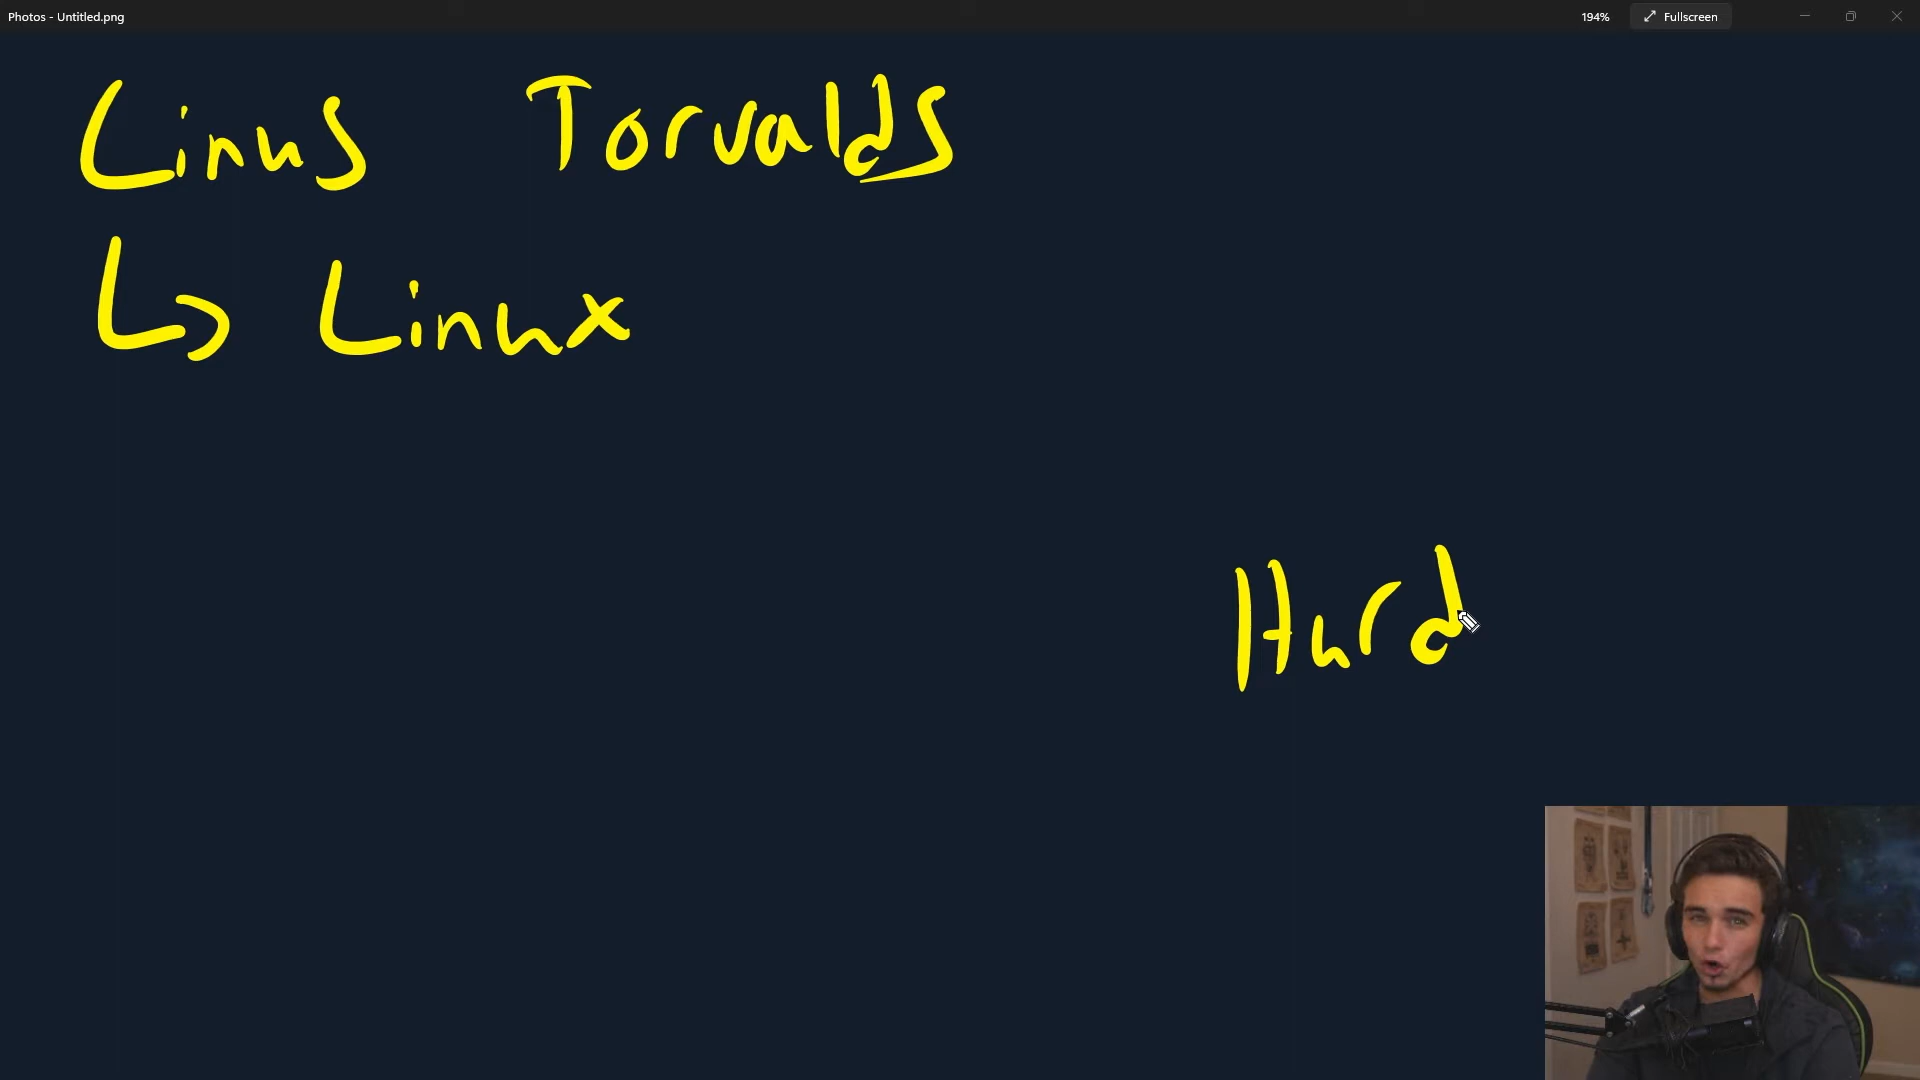 Photos - Untitled.png
194%
Fullscreen
Linus Torvalds
↳ Linux
Hurd